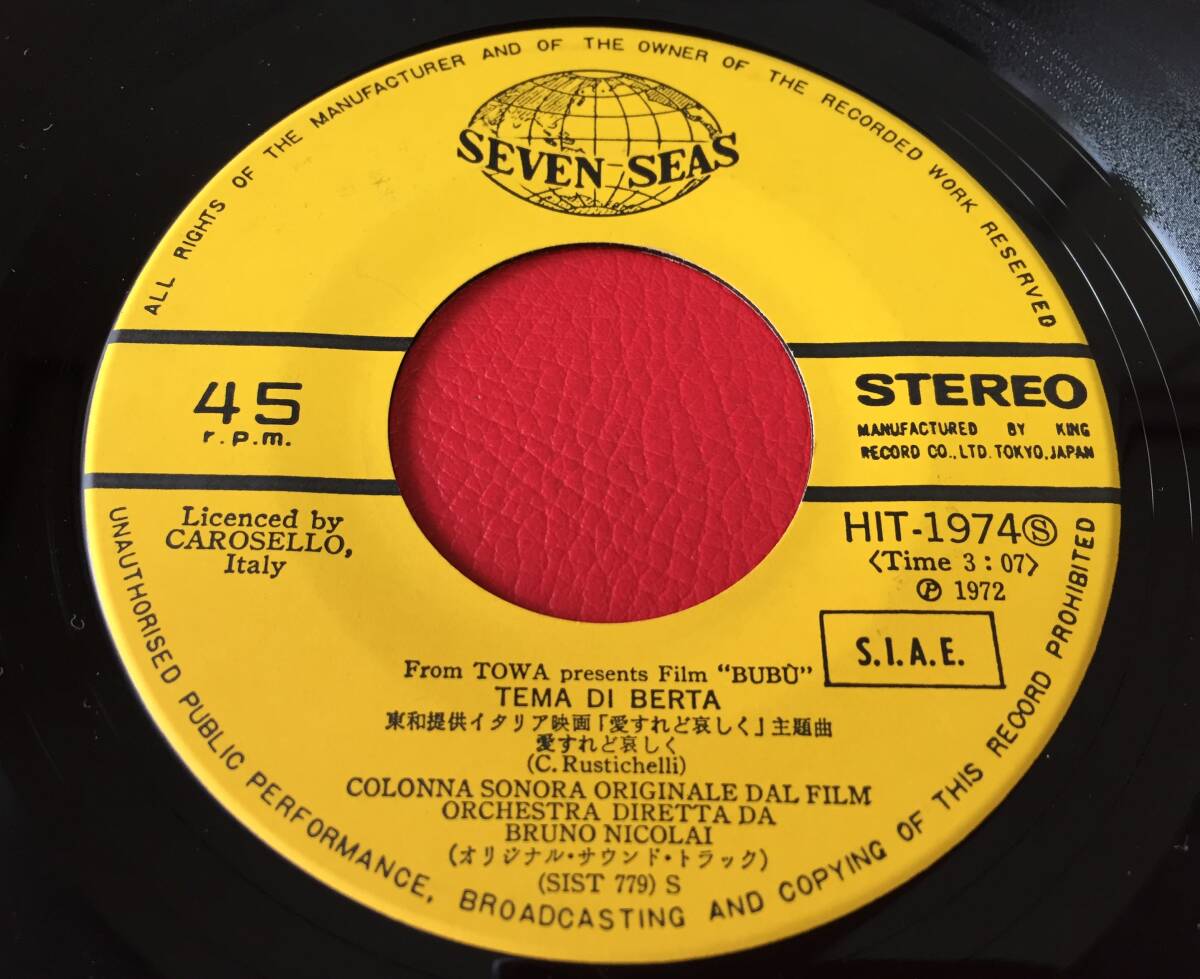 ALL RIGHTS OF THE MANUFACTURER AND OF THE OWNER OF THE RECORDED WORK RESERVED
SEVEN SEAS
45
r.p.m.
STEREO
MANUFACTURED BY KING
RECORD CO., LTD. TOKYO, JAPAN
Licenced by
CAROSELLO,
Italy
HIT-1974Ⓢ
〈Time 3:07〉
Ⓟ 1972
S.I.A.E.
From TOWA presents Film “BUBÙ”
TEMA DI BERTA
東和提供イタリア映画「愛すれど哀しく」主題曲
愛すれど哀しく
(C. Rustichelli)
COLONNA SONORA ORIGINALE DAL FILM
ORCHESTRA DIRETTA DA
BRUNO NICOLAI
(オリジナル・サウンド・トラック)
(SIST 779) S
UNAUTHORISED PUBLIC PERFORMANCE, BROADCASTING AND COPYING OF THIS RECORD PROHIBITED